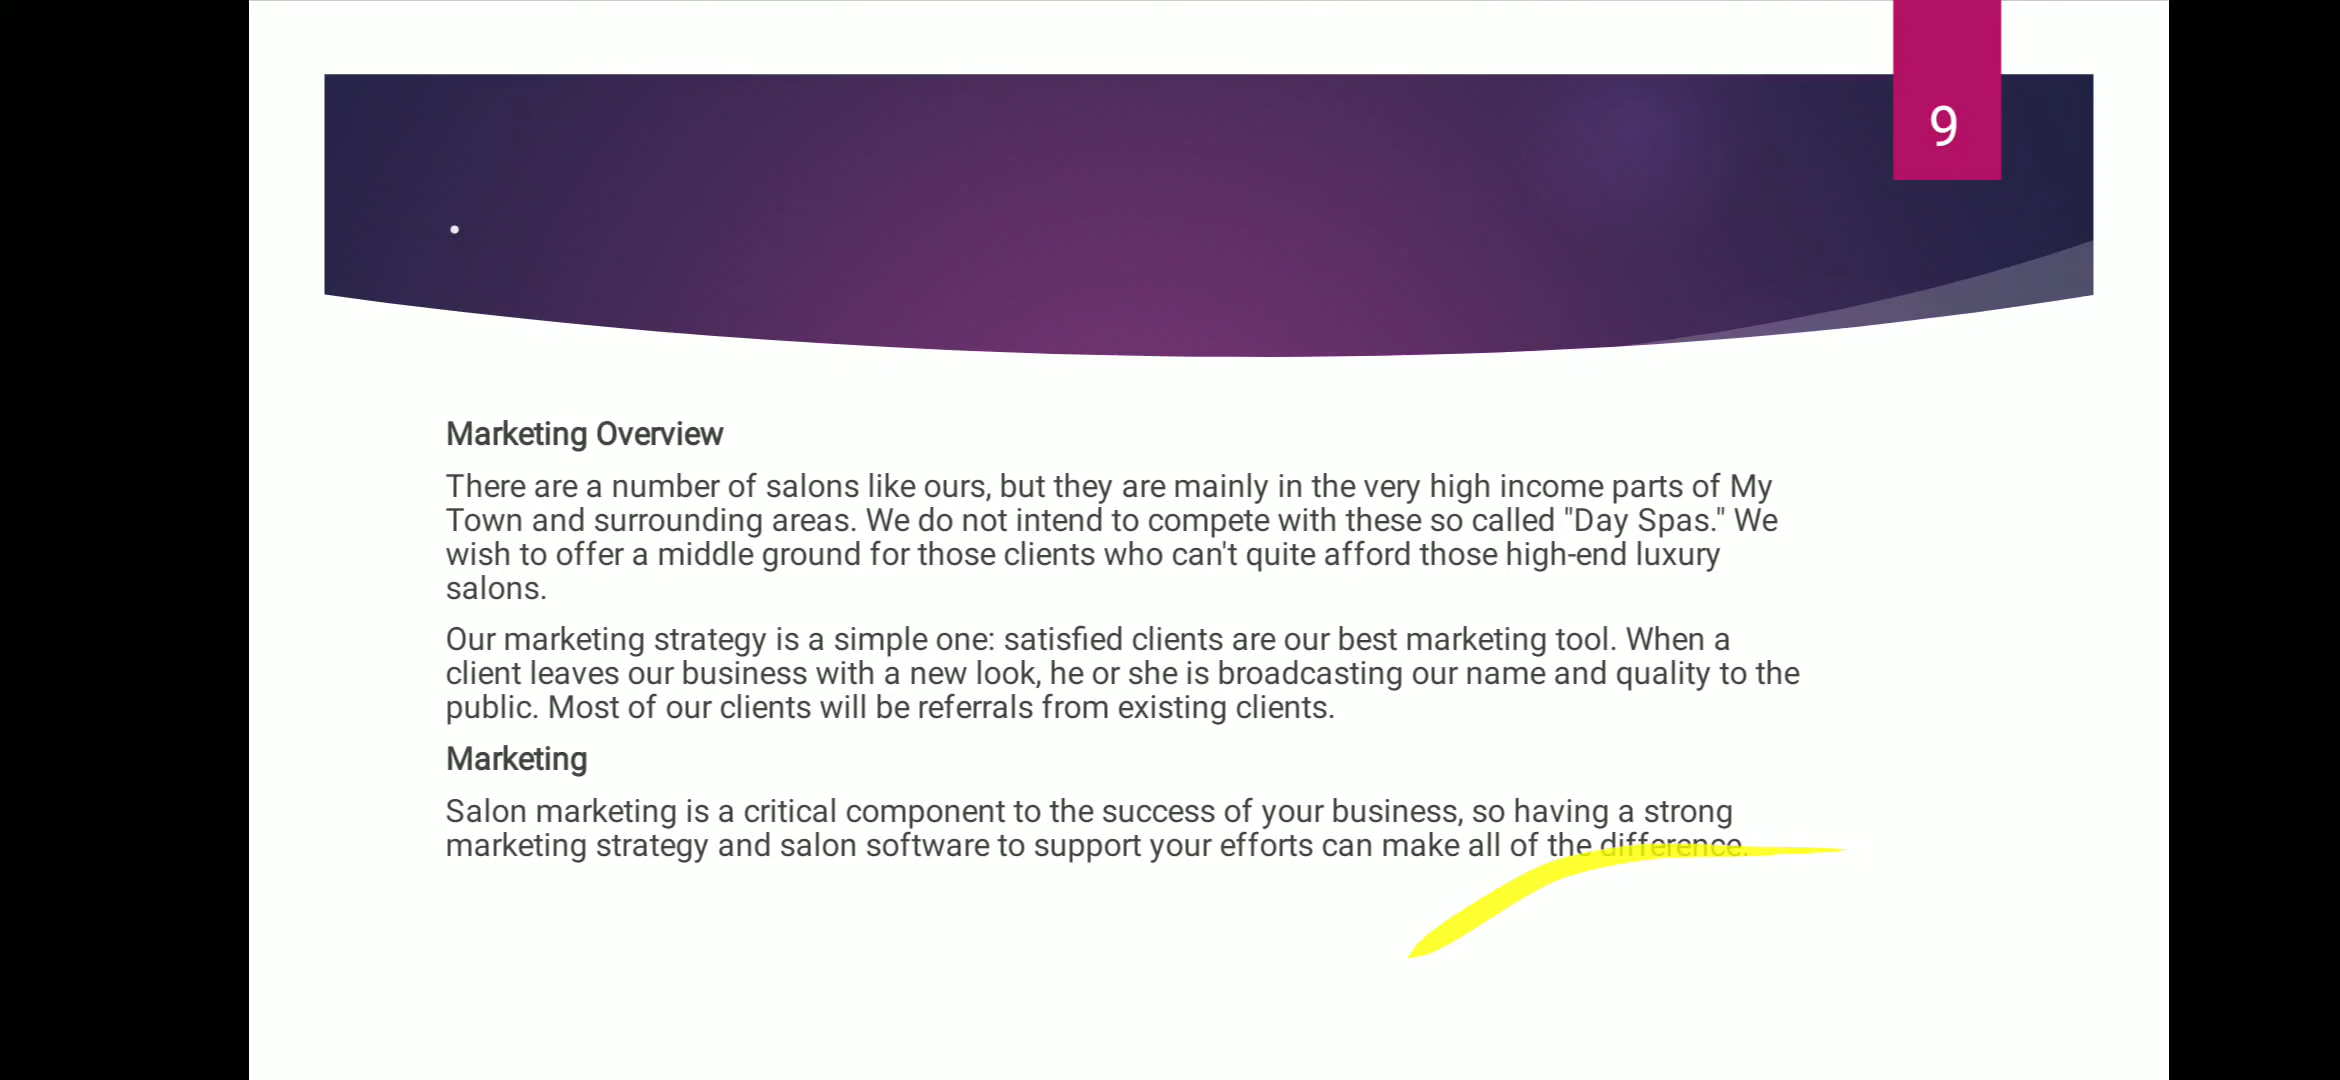 9
.
Marketing Overview
There are a number of salons like ours, but they are mainly in the very high income parts of My
Town and surrounding areas. We do not intend to compete with these so called "Day Spas." We
wish to offer a middle ground for those clients who can't quite afford those high-end luxury
salons.
Our marketing strategy is a simple one: satisfied clients are our best marketing tool. When a
client leaves our business with a new look, he or she is broadcasting our name and quality to the
public. Most of our clients will be referrals from existing clients.
Marketing
Salon marketing is a critical component to the success of your business, so having a strong
marketing strategy and salon software to support your efforts can make all of the difference.